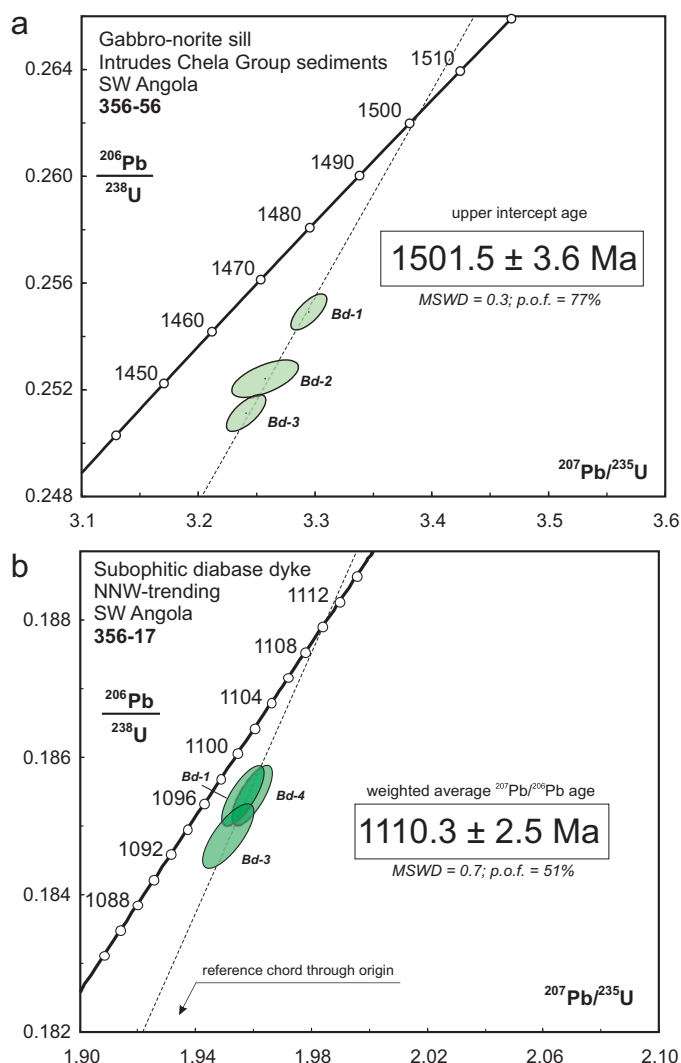 a
Gabbro-norite sill
Intrudes Chela Group sediments
SW Angola
356-56
²⁰⁶Pb
²³⁸U
0.264
0.260
0.256
0.252
0.248
1510
1500
1490
1480
1470
1460
1450
upper intercept age
1501.5 ± 3.6 Ma
MSWD = 0.3; p.o.f. = 77%
Bd-1
Bd-2
Bd-3
²⁰⁷Pb/²³⁵U
3.1 3.2 3.3 3.4 3.5 3.6
b
Subophitic diabase dyke
NNW-trending
SW Angola
356-17
²⁰⁶Pb
²³⁸U
0.188
0.186
0.184
0.182
1112
1108
1104
1100
1096
1092
1088
Bd-1
Bd-4
Bd-3
weighted average ²⁰⁷Pb/²⁰⁶Pb age
1110.3 ± 2.5 Ma
MSWD = 0.7; p.o.f. = 51%
reference chord through origin
²⁰⁷Pb/²³⁵U
1.90 1.94 1.98 2.02 2.06 2.10